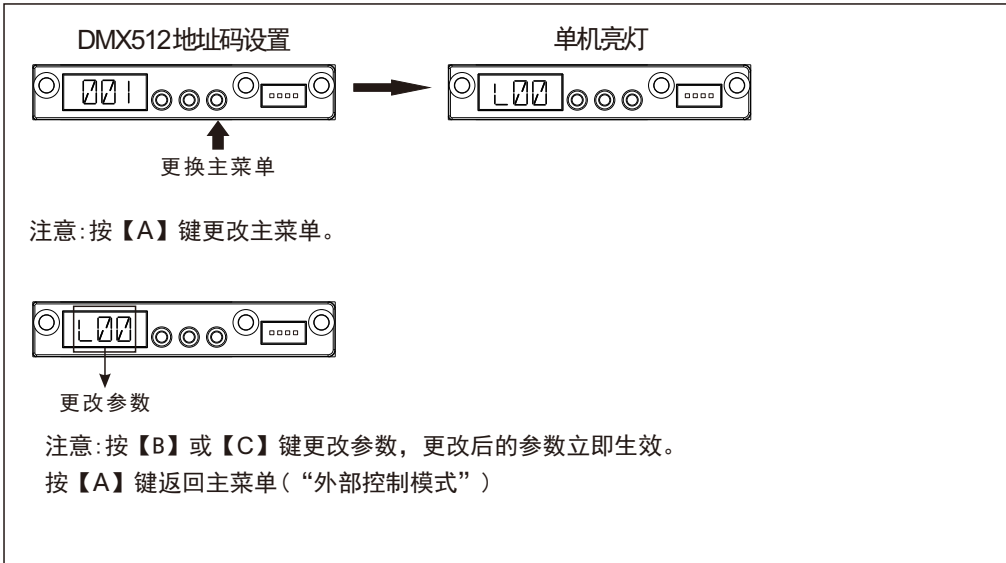 DMX512地址码设置
单机亮灯
001
L00
更换主菜单
注意:按【A】键更改主菜单。
L00
更改参数
注意:按【B】或【C】键更改参数，更改后的参数立即生效。
按【A】键返回主菜单(“外部控制模式”)